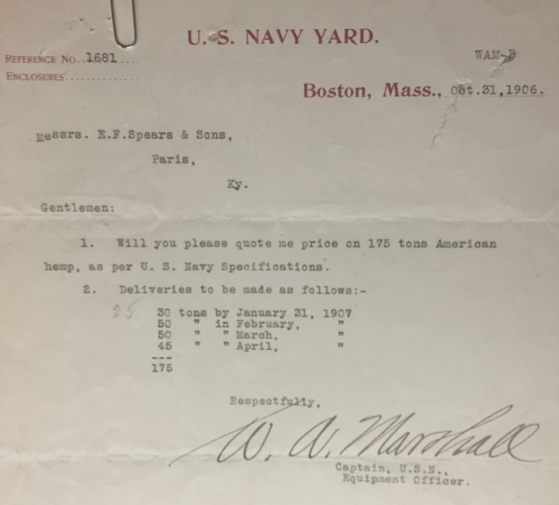 U. S. NAVY YARD.
REFERENCE NO..1681....
WAM-P
ENCLOSURES..............
Boston, Mass., Oct.31,1906.
Messrs. E.F.Spears & Sons,
Paris,
Ky.
Gentlemen:
1. Will you please quote me price on 175 tons American
hemp, as per U. S. Navy Specifications.
2. Deliveries to be made as follows:-
25 30 tons by January 31, 1907
50 " in February, "
50 " " March, "
45 " " April, "
---
175
Respectfully,
W. A. Marshall
Captain, U.S.N.,
Equipment Officer.